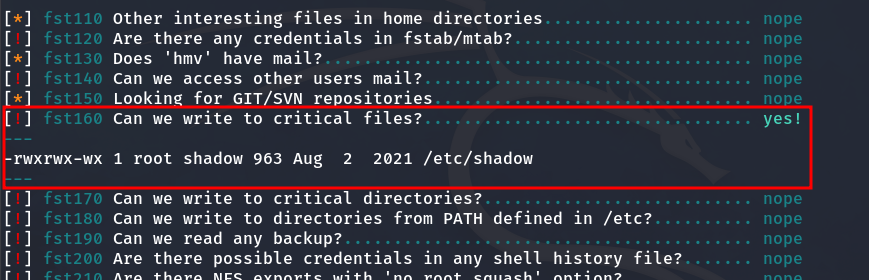 [*] fst110 Other interesting files in home directories...................... nope
[!] fst120 Are there any credentials in fstab/mtab?......................... nope
[*] fst130 Does 'hmv' have mail?............................................ nope
[!] fst140 Can we access other users mail?.................................. nope
[*] fst150 Looking for GIT/SVN repositories................................. nope
[!] fst160 Can we write to critical files?.................................. yes!
---
-rwxrwx-wx 1 root shadow 963 Aug  2  2021 /etc/shadow
---
[!] fst170 Can we write to critical directories?............................ nope
[!] fst180 Can we write to directories from PATH defined in /etc?........... nope
[!] fst190 Can we read any backup?.......................................... nope
[!] fst200 Are there possible credentials in any shell history file?........ nope
[!] fst210 Are there NFS exports with 'no_root_squash' option?.............. nope